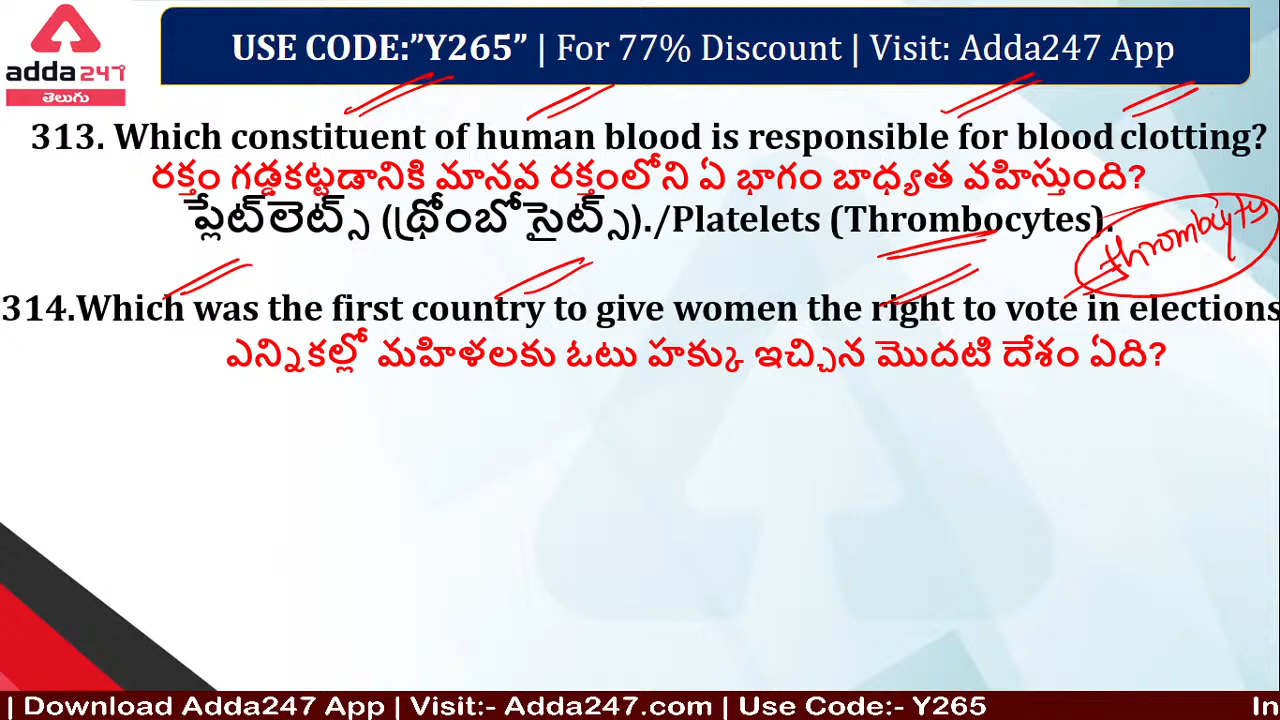 adda247
తెలుగు
USE CODE:”Y265” | For 77% Discount | Visit: Adda247 App
313. Which constituent of human blood is responsible for blood clotting?
రక్తం గడ్డకట్టడానికి మానవ రక్తంలోని ఏ భాగం బాధ్యత వహిస్తుంది?
ప్లేట్‌లెట్స్ (థ్రోంబోసైట్స్)./Platelets (Thrombocytes).
thrombocyts
314.Which was the first country to give women the right to vote in elections
ఎన్నికల్లో మహిళలకు ఓటు హక్కు ఇచ్చిన మొదటి దేశం ఏది?
| Download Adda247 App | Visit:- Adda247.com | Use Code:- Y265 In